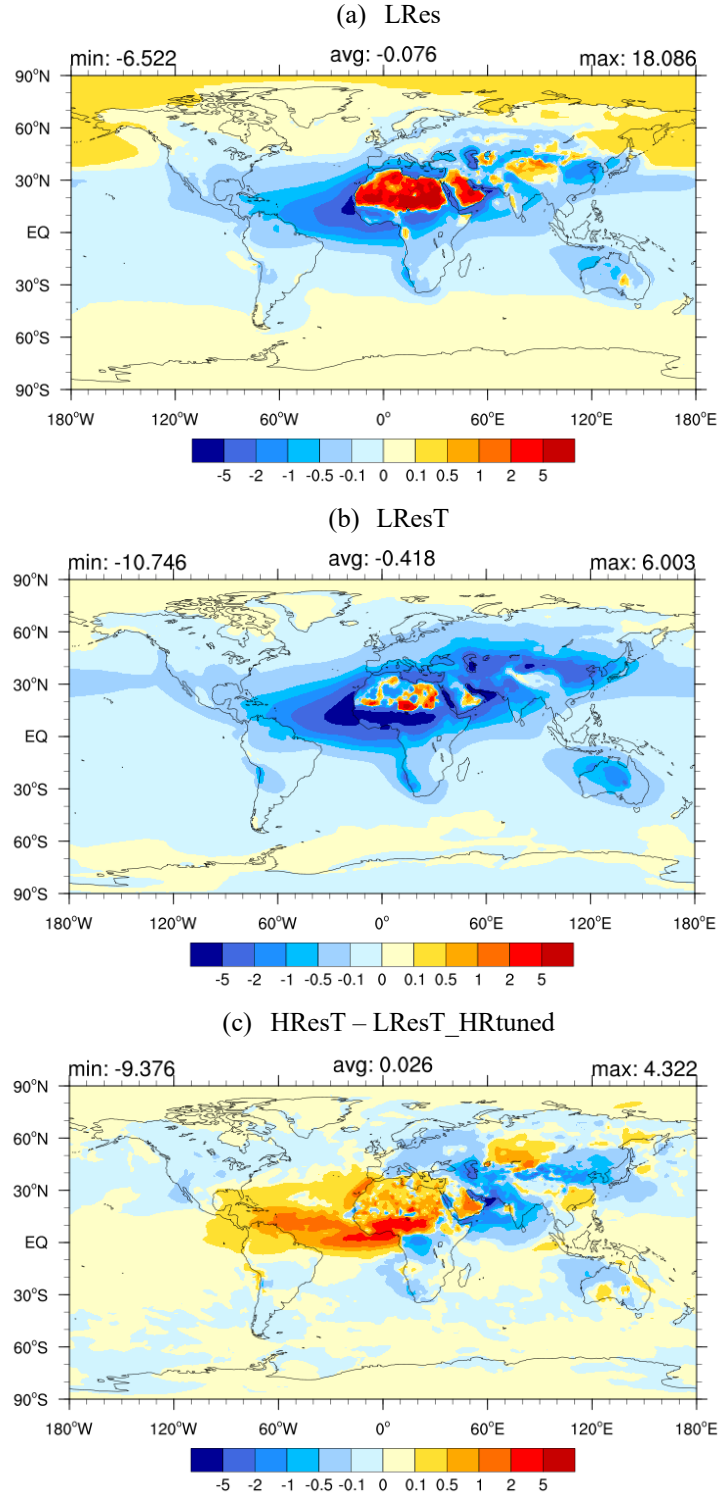 (a) LRes
min: -6.522 avg: -0.076 max: 18.086
90°N
60°N
30°N
EQ
30°S
60°S
90°S
180°W 120°W 60°W 0° 60°E 120°E 180°E
-5 -2 -1 -0.5 -0.1 0 0.1 0.5 1 2 5
(b) LResT
min: -10.746 avg: -0.418 max: 6.003
90°N
60°N
30°N
EQ
30°S
60°S
90°S
180°W 120°W 60°W 0° 60°E 120°E 180°E
-5 -2 -1 -0.5 -0.1 0 0.1 0.5 1 2 5
(c) HResT – LResT_HRtuned
min: -9.376 avg: 0.026 max: 4.322
90°N
60°N
30°N
EQ
30°S
60°S
90°S
180°W 120°W 60°W 0° 60°E 120°E 180°E
-5 -2 -1 -0.5 -0.1 0 0.1 0.5 1 2 5